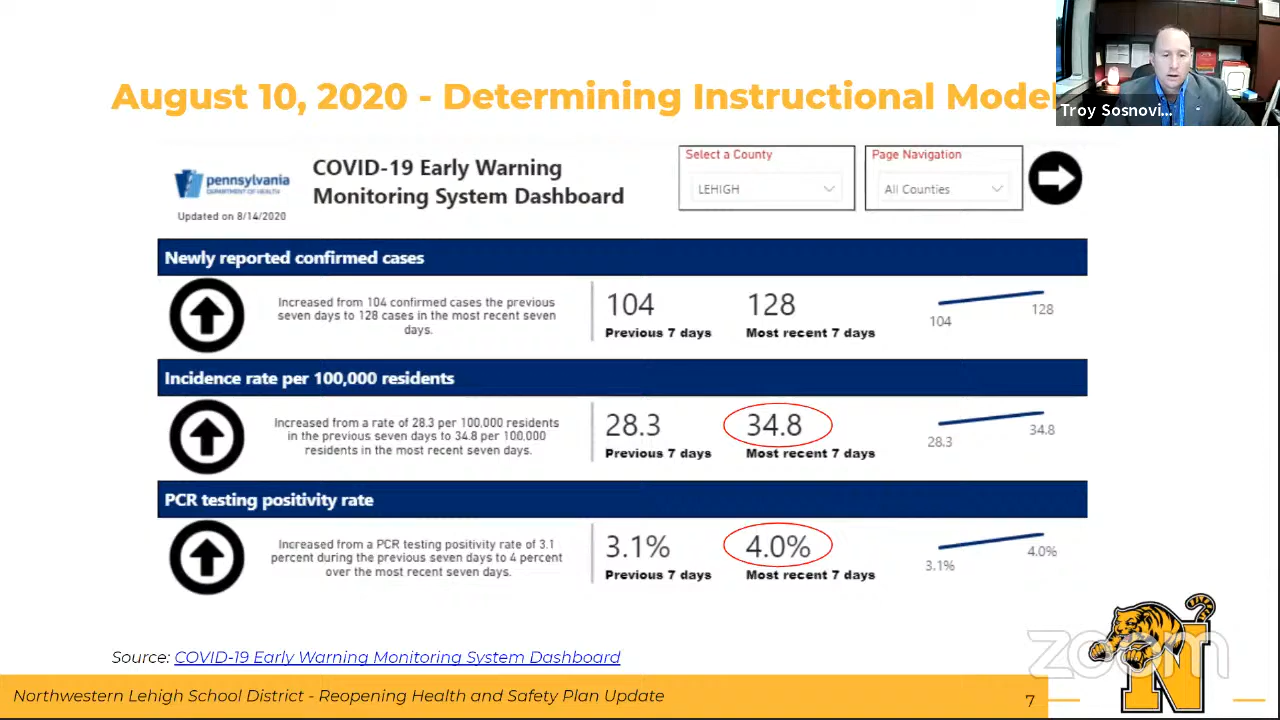 August 10, 2020 - Determining Instructional Model
Troy Sosnovi...
pennsylvania
DEPARTMENT OF HEALTH
Updated on 8/14/2020
COVID-19 Early Warning
Monitoring System Dashboard
Select a County
LEHIGH
Page Navigation
All Counties
Newly reported confirmed cases
Increased from 104 confirmed cases the previous
seven days to 128 cases in the most recent seven
days.
104
Previous 7 days
128
Most recent 7 days
104
128
Incidence rate per 100,000 residents
Increased from a rate of 28.3 per 100,000 residents
in the previous seven days to 34.8 per 100,000
residents in the most recent seven days.
28.3
Previous 7 days
34.8
Most recent 7 days
28.3
34.8
PCR testing positivity rate
Increased from a PCR testing positivity rate of 3.1
percent during the previous seven days to 4 percent
over the most recent seven days.
3.1%
Previous 7 days
4.0%
Most recent 7 days
3.1%
4.0%
Source: COVID-19 Early Warning Monitoring System Dashboard
zoom
N
Northwestern Lehigh School District - Reopening Health and Safety Plan Update
7